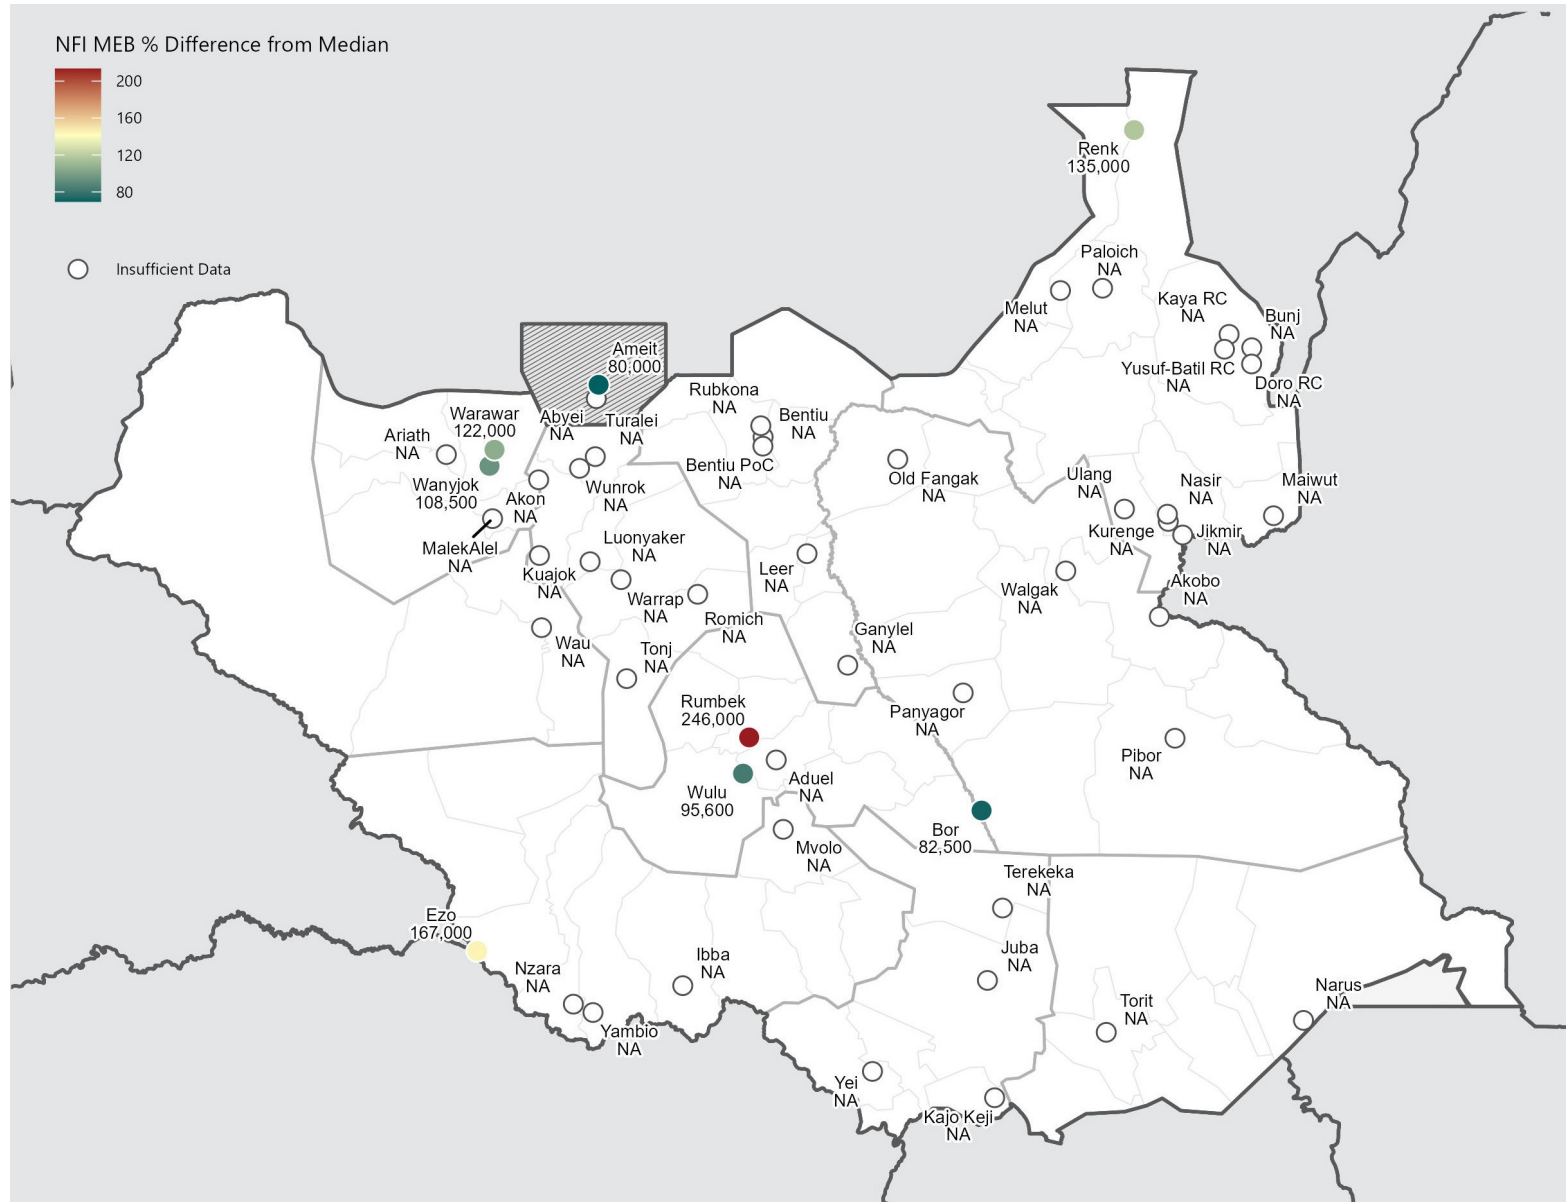 NFI MEB % Difference from Median
200
160
120
80
Insufficient Data
Renk
135,000
Paloich
NA
Melut
NA
Kaya RC
NA
Bunj
NA
Yusuf-Batil RC
NA
Doro RC
NA
Ameit
80,000
Abyei
NA
Turalei
NA
Rubkona
NA
Bentiu
NA
Bentiu PoC
NA
Warawar
122,000
Ariath
NA
Wanyjok
108,500
Akon
NA
Wunrok
NA
MalekAlel
NA
Old Fangak
NA
Ulang
NA
Nasir
NA
Maiwut
NA
Kurenge
NA
Jikmir
NA
Kuajok
NA
Luonyaker
NA
Warrap
NA
Romich
NA
Leer
NA
Walgak
NA
Akobo
NA
Wau
NA
Tonj
NA
Ganylel
NA
Rumbek
246,000
Panyagor
NA
Pibor
NA
Wulu
95,600
Aduel
NA
Mvolo
NA
Bor
82,500
Terekeka
NA
Ezo
167,000
Nzara
NA
Yambio
NA
Ibba
NA
Juba
NA
Torit
NA
Narus
NA
Yei
NA
Kajo Keji
NA